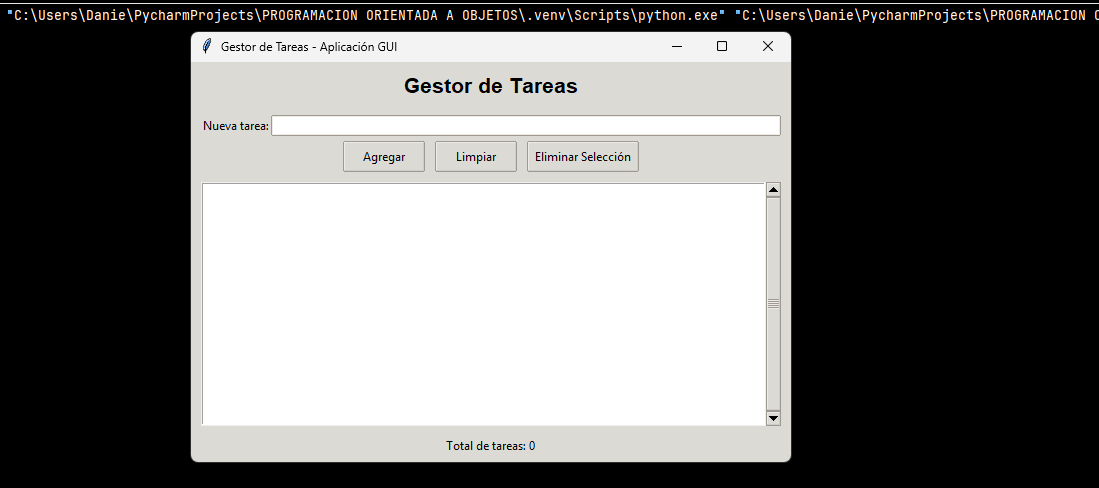 "C:\Users\Danie\PycharmProjects\PROGRAMACION ORIENTADA A OBJETOS\.venv\Scripts\python.exe" "C:\Users\Danie\PycharmProjects\PROGRAMACION
Gestor de Tareas - Aplicación GUI
Gestor de Tareas
Nueva tarea:
Agregar Limpiar Eliminar Selección
Total de tareas: 0